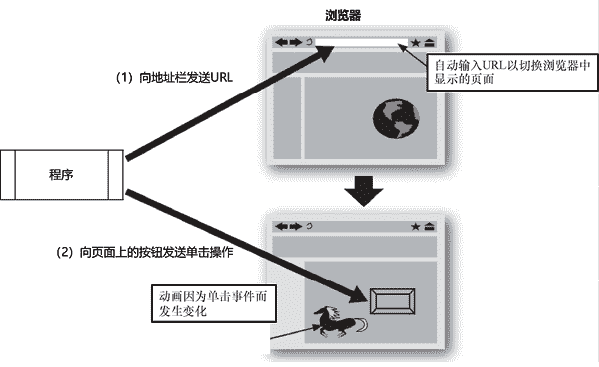 浏览器
(1) 向地址栏发送URL
自动输入URL以切换浏览器中
显示的页面
程序
(2) 向页面上的按钮发送单击操作
动画因为单击事件而
发生变化